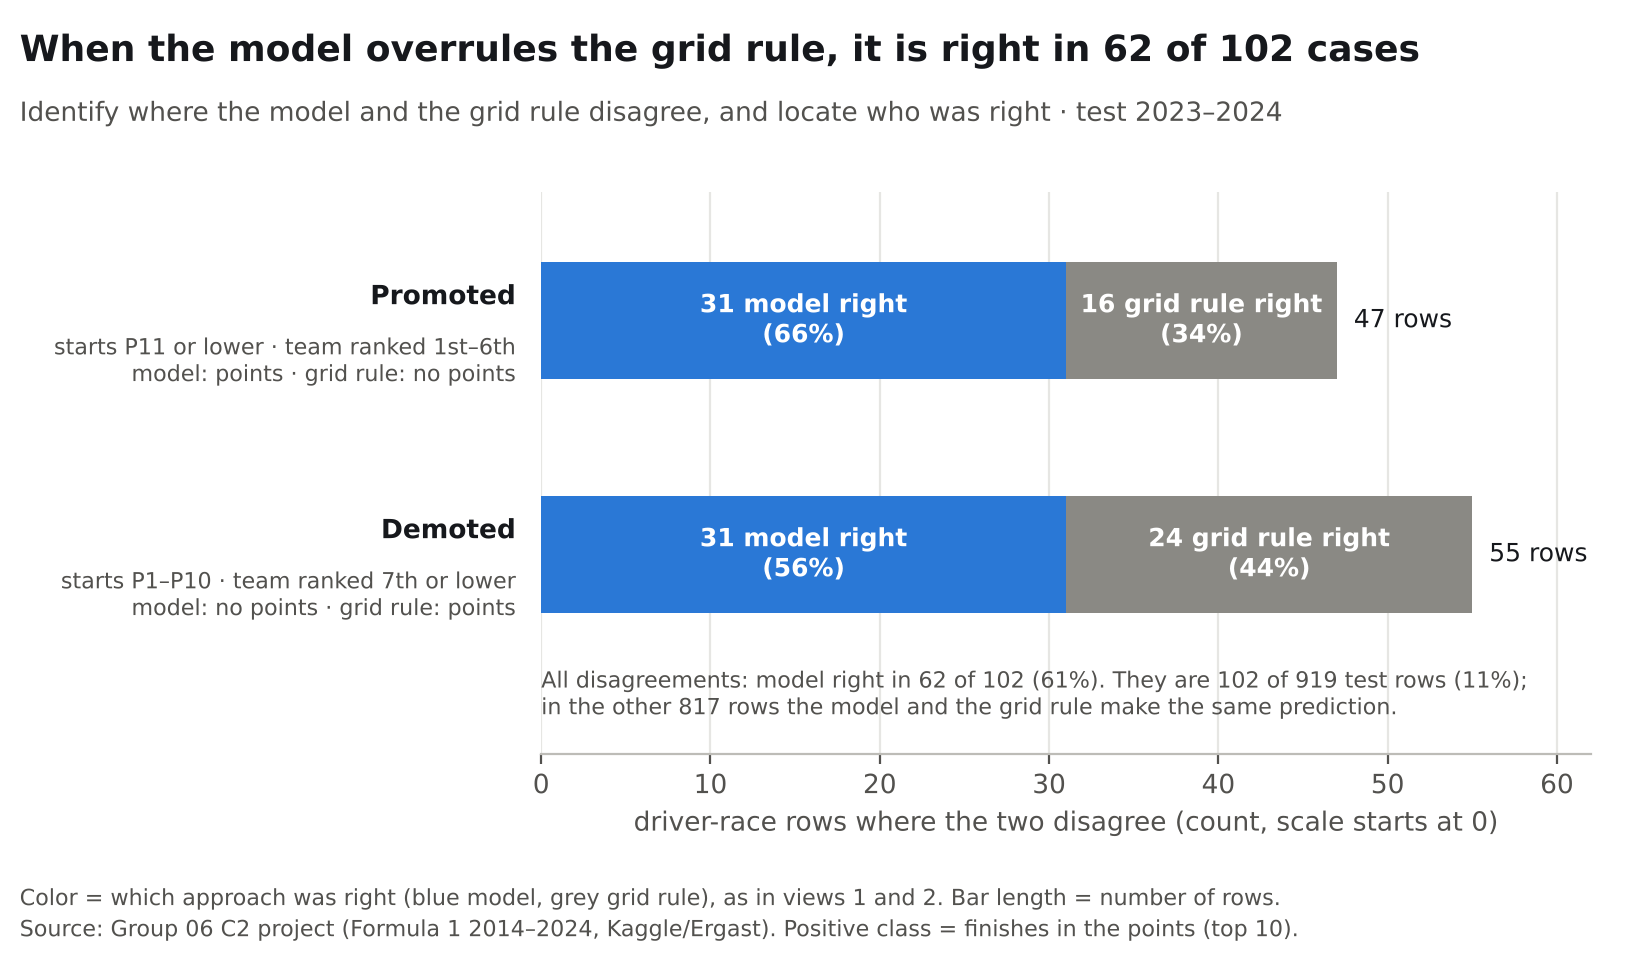 When the model overrules the grid rule, it is right in 62 of 102 cases
Identify where the model and the grid rule disagree, and locate who was right · test 2023–2024
Promoted
starts P11 or lower · team ranked 1st–6th
model: points · grid rule: no points
31 model right
(66%)
16 grid rule right
(34%)
47 rows
Demoted
starts P1–P10 · team ranked 7th or lower
model: no points · grid rule: points
31 model right
(56%)
24 grid rule right
(44%)
55 rows
All disagreements: model right in 62 of 102 (61%). They are 102 of 919 test rows (11%);
in the other 817 rows the model and the grid rule make the same prediction.
0 10 20 30 40 50 60
driver-race rows where the two disagree (count, scale starts at 0)
Color = which approach was right (blue model, grey grid rule), as in views 1 and 2. Bar length = number of rows.
Source: Group 06 C2 project (Formula 1 2014–2024, Kaggle/Ergast). Positive class = finishes in the points (top 10).